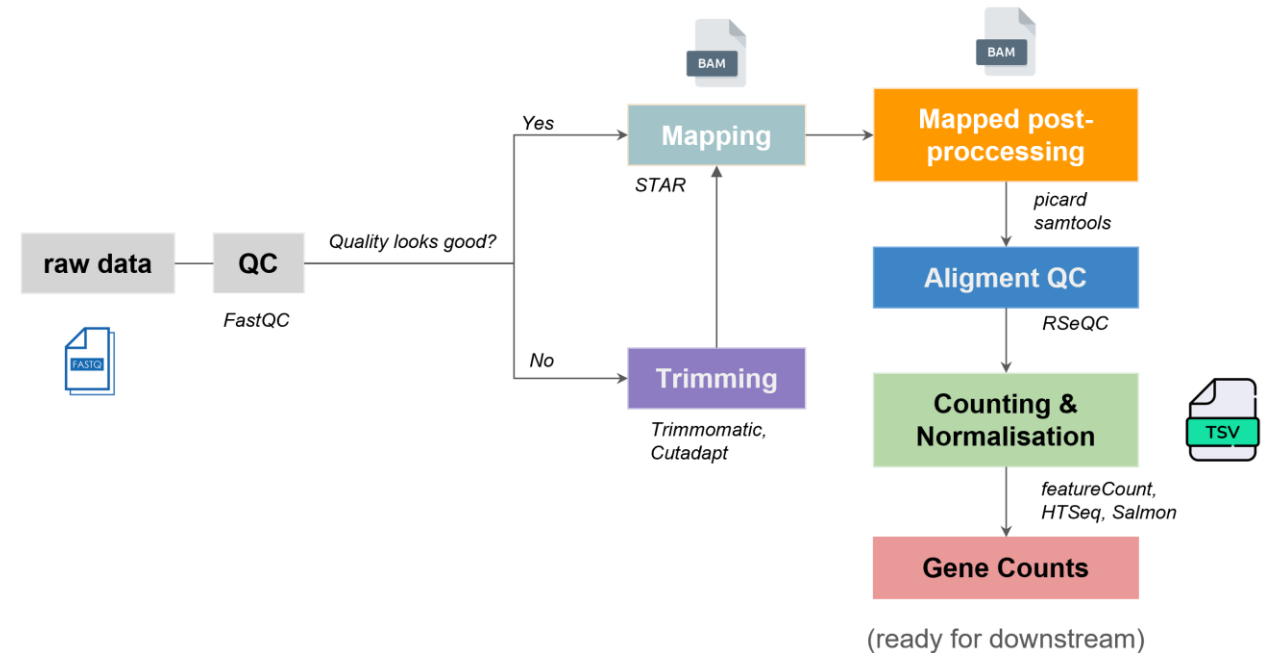 raw data
FASTQ
QC
FastQC
Quality looks good?
Yes
No
BAM
Mapping
STAR
Trimming
Trimmomatic,
Cutadapt
BAM
Mapped post-
proccessing
picard
samtools
Aligment QC
RSeQC
Counting &
Normalisation
TSV
featureCount,
HTSeq, Salmon
Gene Counts
(ready for downstream)